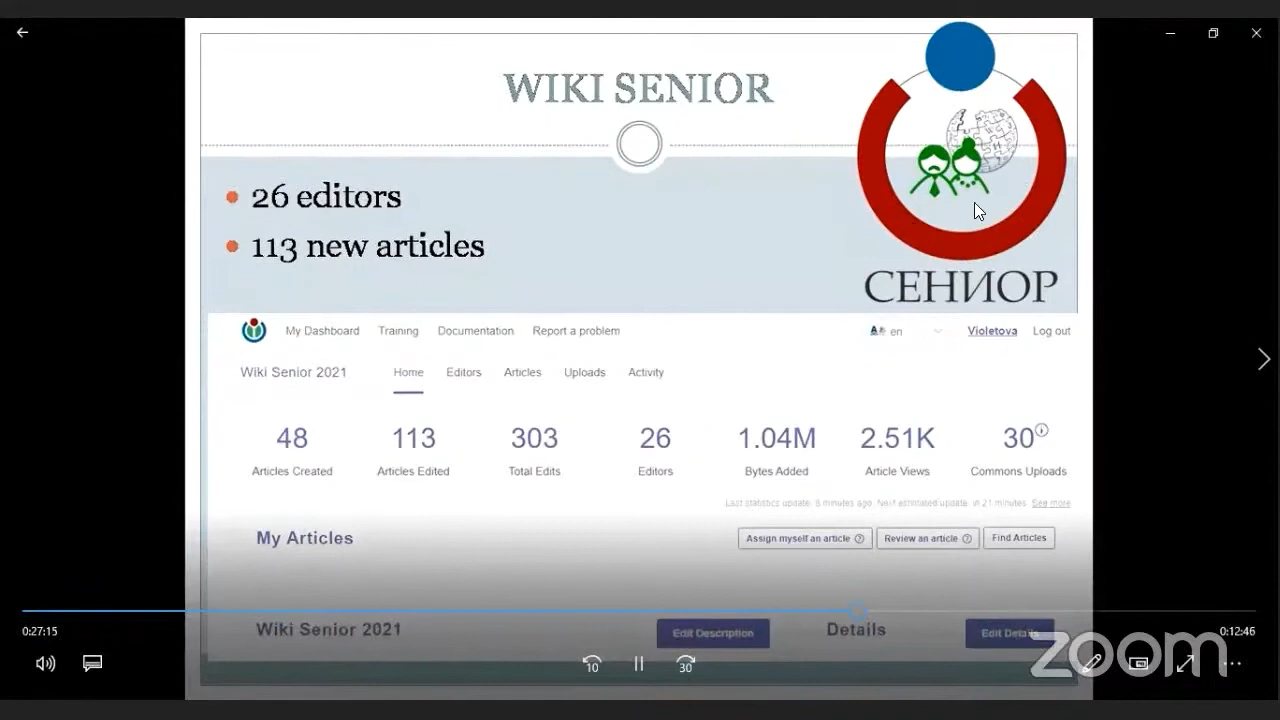 WIKI SENIOR
26 editors
113 new articles
СЕНИОР
My Dashboard Training Documentation Report a problem en Violetova Log out
Wiki Senior 2021 Home Editors Articles Uploads Activity
48 113 303 26 1.04M 2.51K 30
Articles Created Articles Edited Total Edits Editors Bytes Added Article Views Commons Uploads
Last statistics update: 8 minutes ago. Next estimated update: in 21 minutes. See more
My Articles Assign myself an article Review an article Find Articles
Wiki Senior 2021 Edit Description Details Edit Details
0:27:15 0:12:46
10 30
zoom